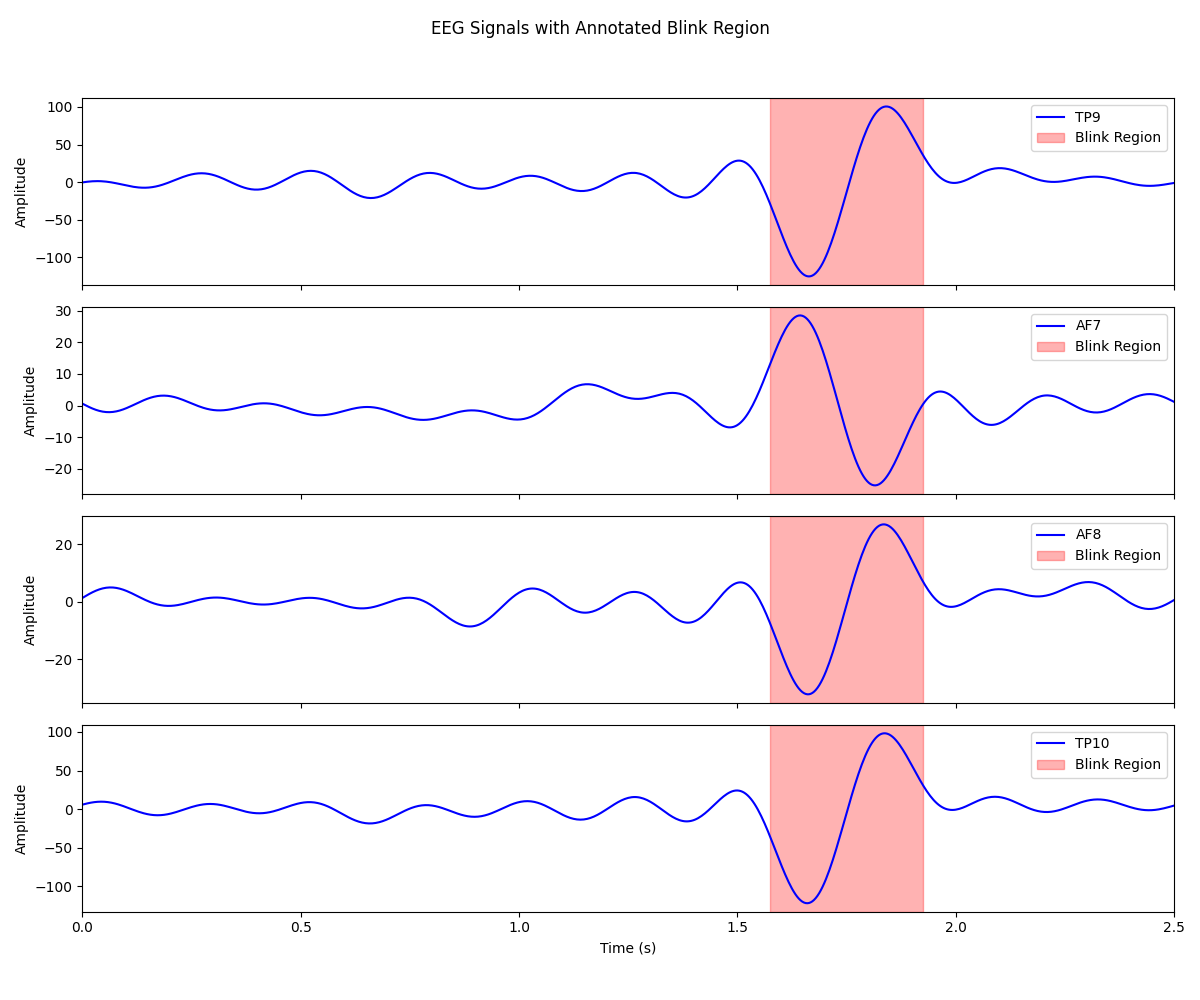 EEG Signals with Annotated Blink Region
100
50
0
−50
−100
Amplitude
TP9
Blink Region
30
20
10
0
−10
−20
Amplitude
AF7
Blink Region
20
0
−20
Amplitude
AF8
Blink Region
100
50
0
−50
−100
Amplitude
TP10
Blink Region
0.0 0.5 1.0 1.5 2.0 2.5
Time (s)